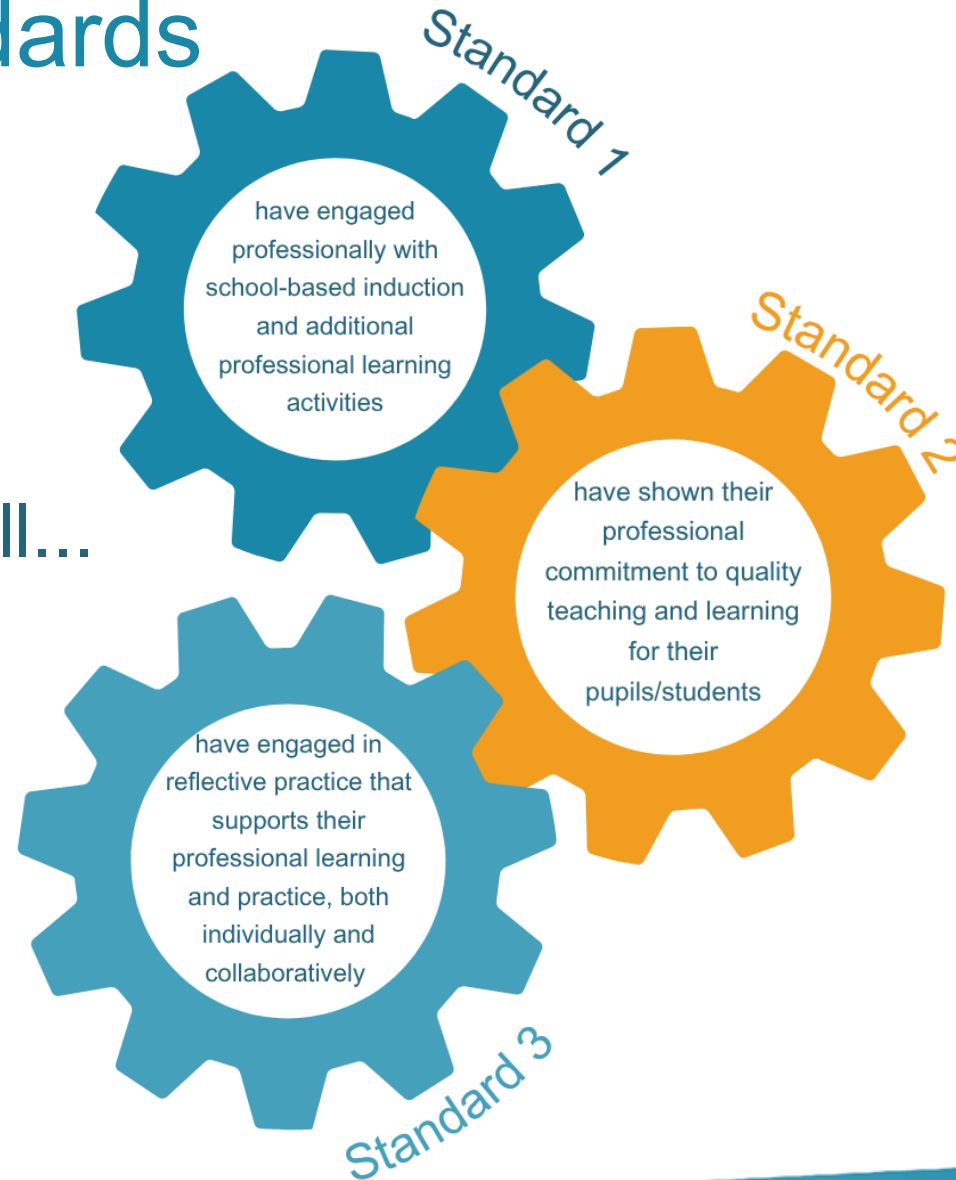 dards
Standard 1
have engaged
professionally with
school-based induction
and additional
professional learning
activities
Standard 2
have shown their
professional
commitment to quality
teaching and learning
for their
pupils/students
ll...
have engaged in
reflective practice that
supports their
professional learning
and practice, both
individually and
collaboratively
Standard 3